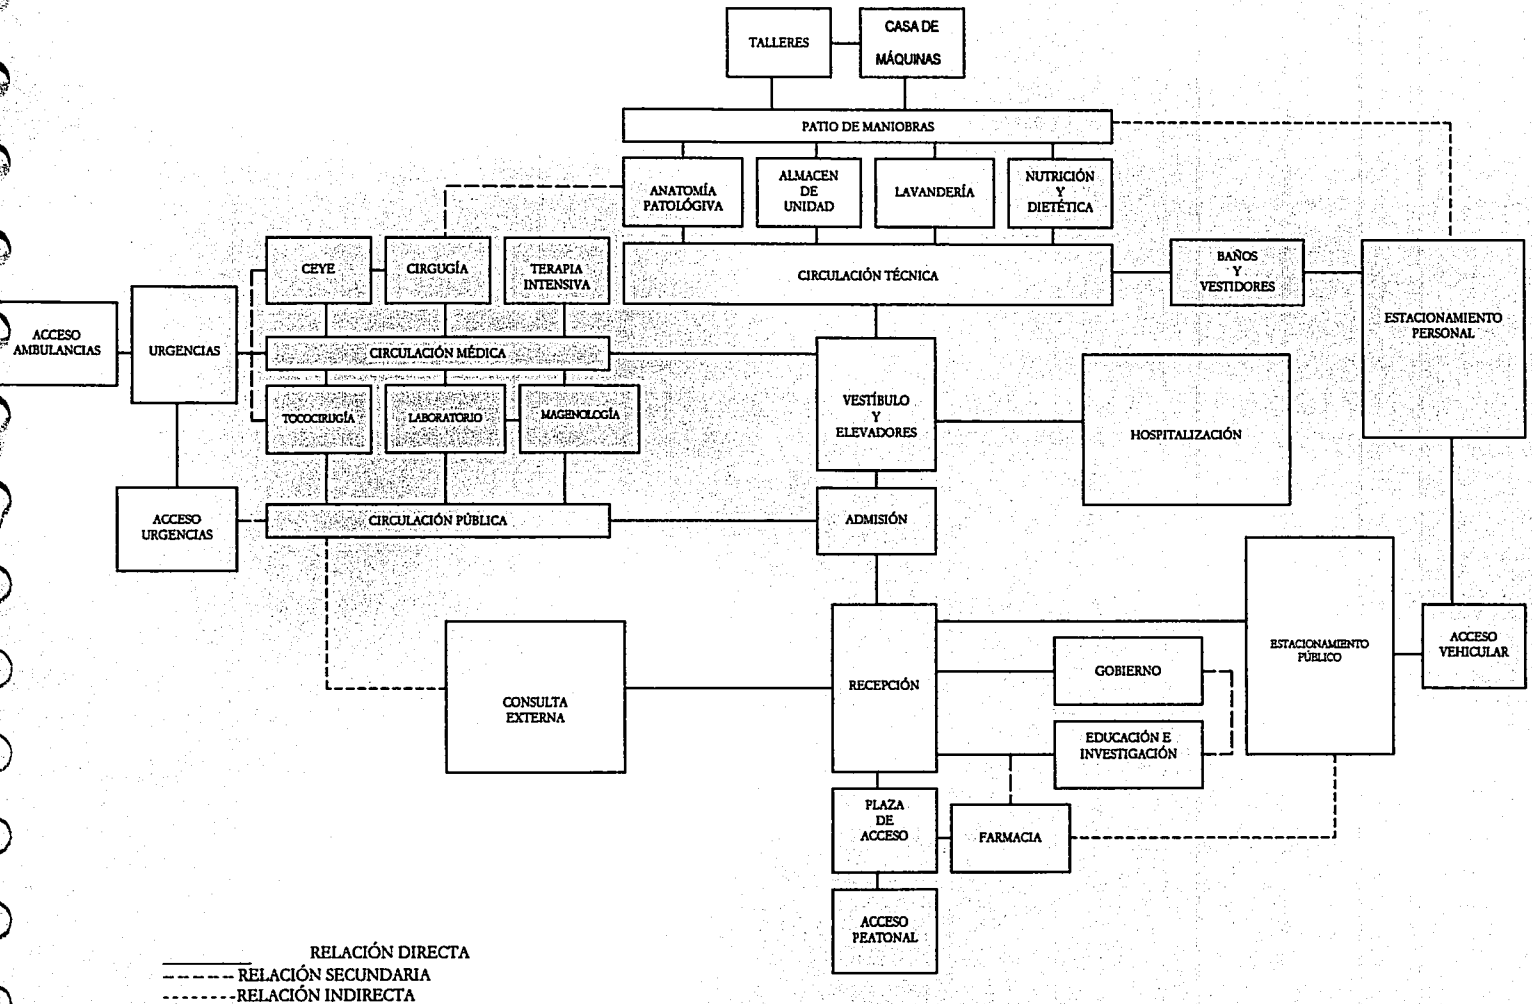 TALLERES
CASA DE
MÁQUINAS
PATIO DE MANIOBRAS
ANATOMÍA
PATOLÓGIVA
ALMACEN
DE
UNIDAD
LAVANDERÍA
NUTRICIÓN
Y
DIETÉTICA
CEYE
CIRGUGÍA
TERAPIA
INTENSIVA
CIRCULACIÓN TÉCNICA
BAÑOS
Y
VESTIDORES
ESTACIONAMIENTO
PERSONAL
ACCESO
AMBULANCIAS
URGENCIAS
CIRCULACIÓN MÉDICA
VESTÍBULO
Y
ELEVADORES
HOSPITALIZACIÓN
TOCOCIRUGÍA
LABORATORIO
MAGENOLOGÍA
ACCESO
URGENCIAS
CIRCULACIÓN PÚBLICA
ADMISIÓN
CONSULTA
EXTERNA
RECEPCIÓN
GOBIERNO
EDUCACIÓN E
INVESTIGACIÓN
ESTACIONAMIENTO
PÚBLICO
ACCESO
VEHICULAR
PLAZA
DE
ACCESO
FARMACIA
ACCESO
PEATONAL
RELACIÓN DIRECTA
RELACIÓN SECUNDARIA
RELACIÓN INDIRECTA